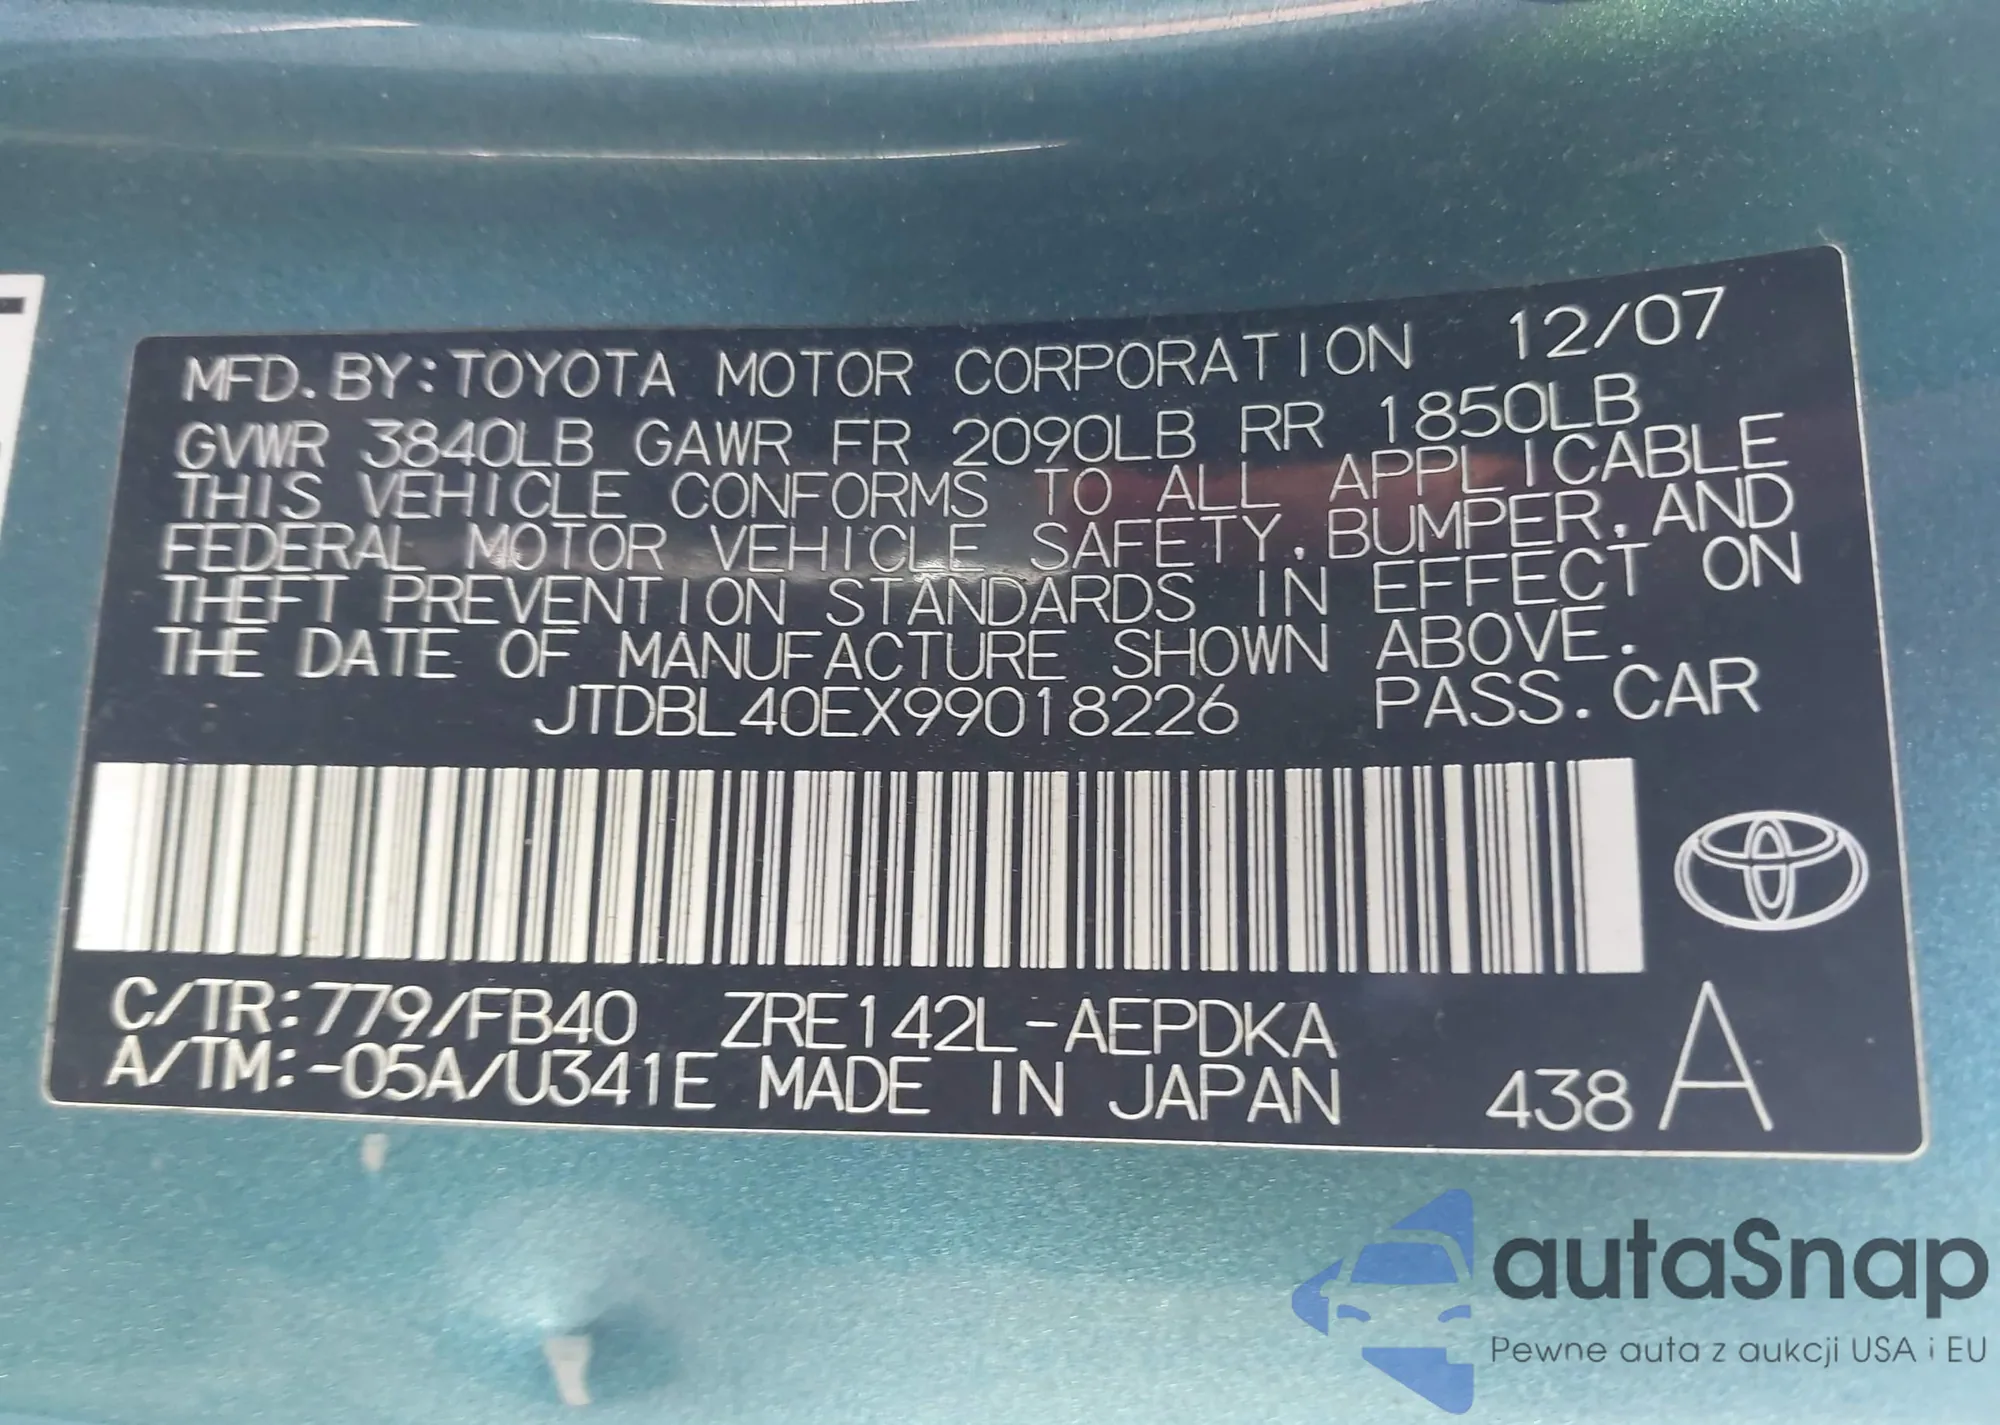 MFD. BY: TOYOTA MOTOR CORPORATION 12/07
GVWR 3840LB GAWR FR 2090LB RR 1850LB
THIS VEHICLE CONFORMS TO ALL APPLICABLE
FEDERAL MOTOR VEHICLE SAFETY, BUMPER, AND
THEFT PREVENTION STANDARDS IN EFFECT ON
THE DATE OF MANUFACTURE SHOWN ABOVE.
JTDBL40EX99018226 PASS. CAR
C/TR: 779/FB40 ZRE142L-AEPDKA
A/TM: -05A/U341E MADE IN JAPAN 438 A
autaSnap
Pewne auta z aukcji USA i EU